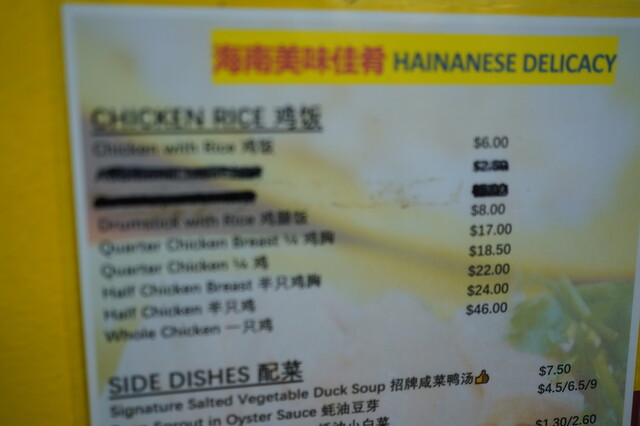 海南美味佳肴 HAINANESE DELICACY
CHICKEN RICE 鸡饭
Chicken with Rice 鸡饭 $6.00
Drumstick with Rice 鸡腿饭 $8.00
Quarter Chicken Breast ¼ 鸡胸 $17.00
Quarter Chicken ¼ 鸡 $18.50
Half Chicken Breast 半只鸡胸 $22.00
Half Chicken 半只鸡 $24.00
Whole Chicken 一只鸡 $46.00
SIDE DISHES 配菜
Signature Salted Vegetable Duck Soup 招牌咸菜鸭汤👍 $7.50
Sprout in Oyster Sauce 蚝油豆芽 $4.5/6.5/9
油小白菜 $1.30/2.60